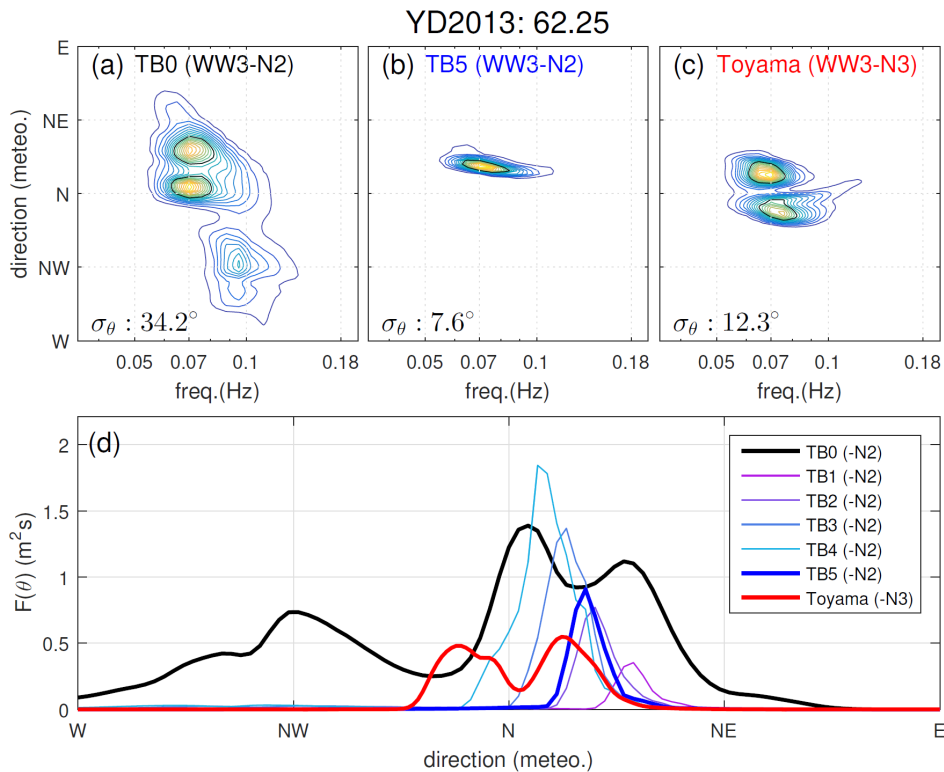 YD2013: 62.25
(a) TB0 (WW3-N2)
(b) TB5 (WW3-N2)
(c) Toyama (WW3-N3)
direction (meteo.)
E
NE
N
NW
W
σθ : 34.2°
σθ : 7.6°
σθ : 12.3°
0.05 0.07 0.1 0.18
0.05 0.07 0.1 0.18
0.05 0.07 0.1 0.18
freq.(Hz)
freq.(Hz)
freq.(Hz)
(d)
F(θ) (m²s)
2
1.5
1
0.5
0
TB0 (-N2)
TB1 (-N2)
TB2 (-N2)
TB3 (-N2)
TB4 (-N2)
TB5 (-N2)
Toyama (-N3)
W NW N NE E
direction (meteo.)